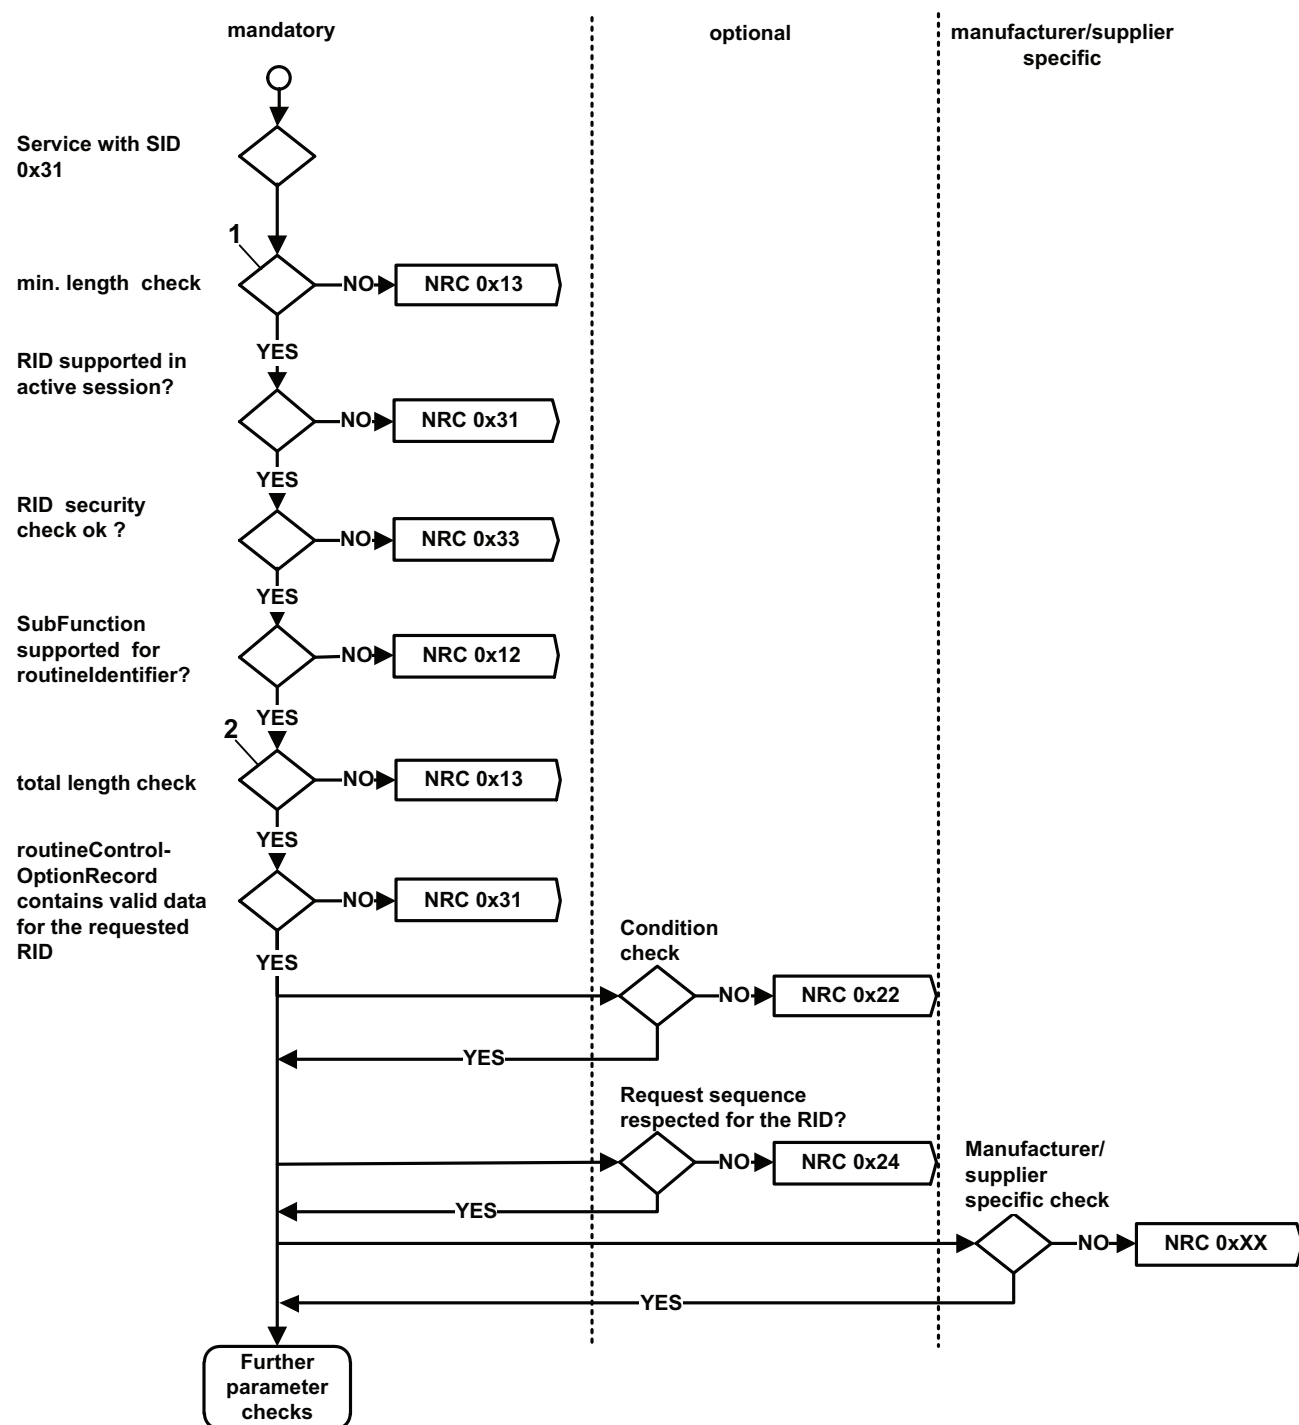 mandatory
optional
manufacturer/supplier
specific
Service with SID
0x31
1
min. length check
NO
NRC 0x13
YES
RID supported in
active session?
NO
NRC 0x31
YES
RID security
check ok ?
NO
NRC 0x33
YES
SubFunction
supported for
routineIdentifier?
NO
NRC 0x12
YES
2
total length check
NO
NRC 0x13
YES
routineControl-
OptionRecord
contains valid data
for the requested
RID
NO
NRC 0x31
YES
Condition
check
NO
NRC 0x22
YES
Request sequence
respected for the RID?
NO
NRC 0x24
YES
Manufacturer/
supplier
specific check
NO
NRC 0xXX
YES
Further
parameter
checks